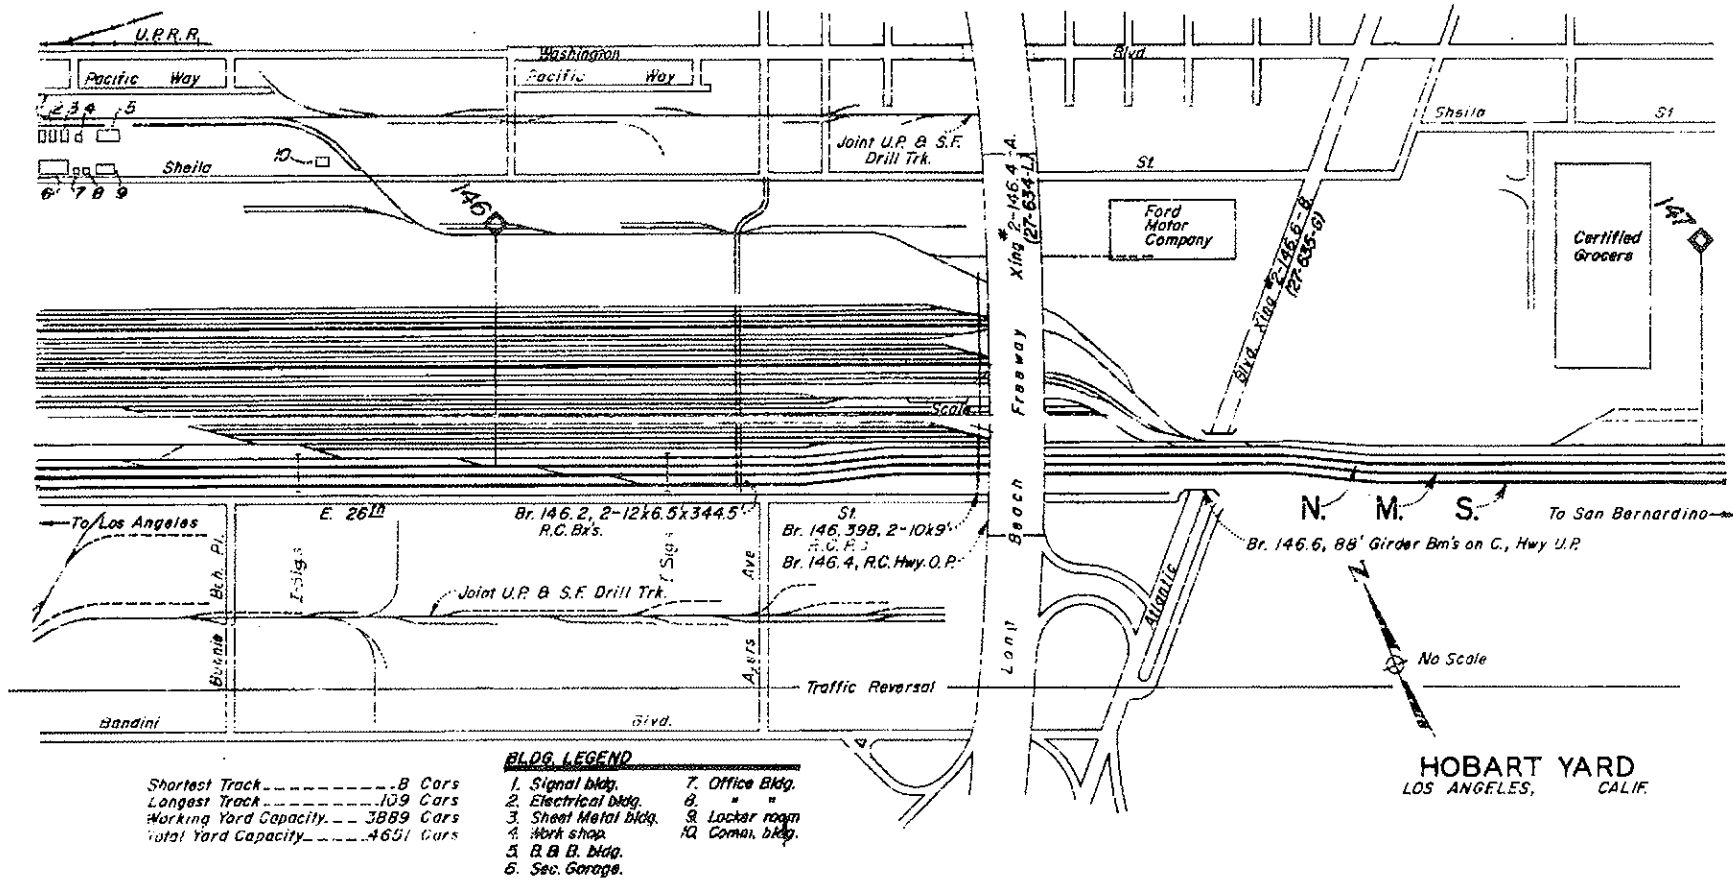 U.P.R.R.
Washington
Blvd.
Pacific Way
Pacific Way
2 3 4 5
Joint U.P. & S.F.
Drill Trk.
Sheila
St.
10
Sheila
St.
6 7 8 9
146
Xing #2-146.4-A.
(27-634-L)
Ford
Motor
Company
Blvd. Xing #2-146.6-B.
(27-635-G)
Certified
Grocers
147
Scale
Long Beach Freeway
N. M. S.
To Los Angeles
E. 26th
St.
Br. 146.2, 2-12'x6.5'x344.5'
R.C. Bx's.
Br. 146.398, 2-10x9'
Br. 146.4, R.C. Hwy. O.P.
To San Bernardino
Br. 146.6, 88' Girder Bm's on C., Hwy U.P.
Ave
Ayers
Joint U.P. & S.F. Drill Trk.
Atlantic
Z
No Scale
Traffic Reversal
Bandini
Blvd.
HOBART YARD
LOS ANGELES, CALIF.
Shortest Track 8 Cars
Longest Track 109 Cars
Working Yard Capacity 3889 Cars
Total Yard Capacity 4651 Cars
BLDG. LEGEND
1. Signal bldg.
2. Electrical bldg.
3. Sheet Metal bldg.
4. Work shop.
5. B. & B. bldg.
6. Sec. Garage.
7. Office Bldg.
8. " "
9. Locker room
10. Comm. bldg.